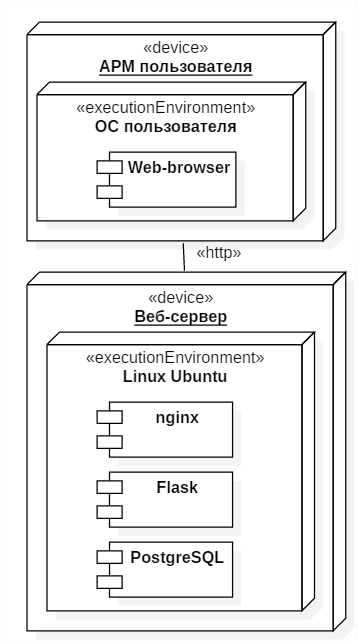 «device»
АРМ пользователя
«executionEnvironment»
ОС пользователя
Web-browser
«http»
«device»
Веб-сервер
«executionEnvironment»
Linux Ubuntu
nginx
Flask
PostgreSQL